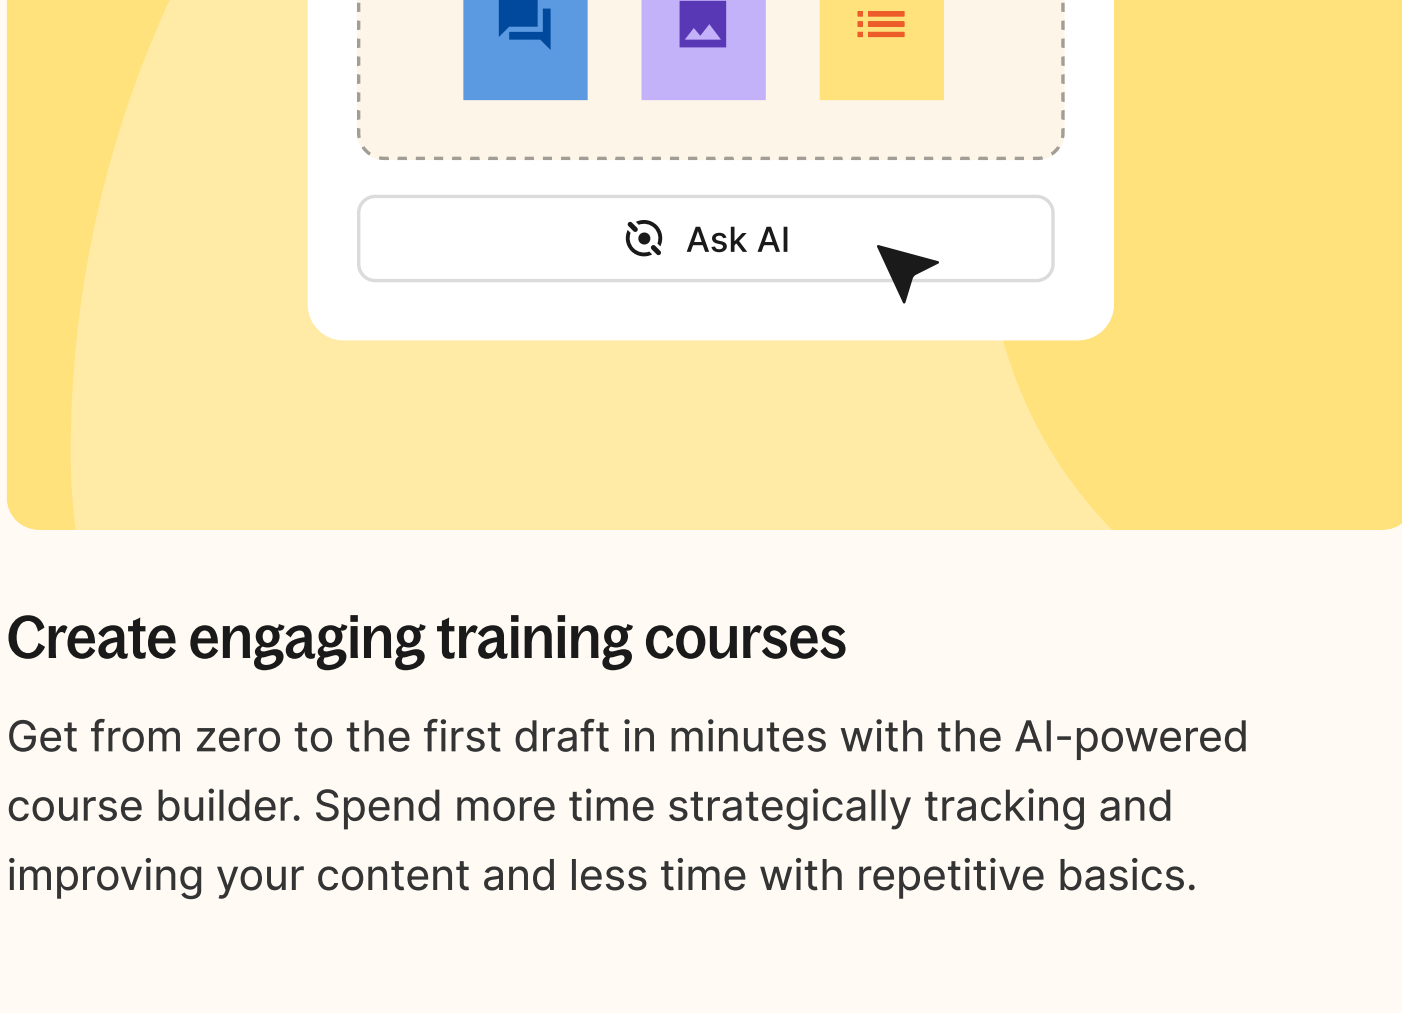 Ask AI
Create engaging training courses
Get from zero to the first draft in minutes with the AI-powered
course builder. Spend more time strategically tracking and
improving your content and less time with repetitive basics.